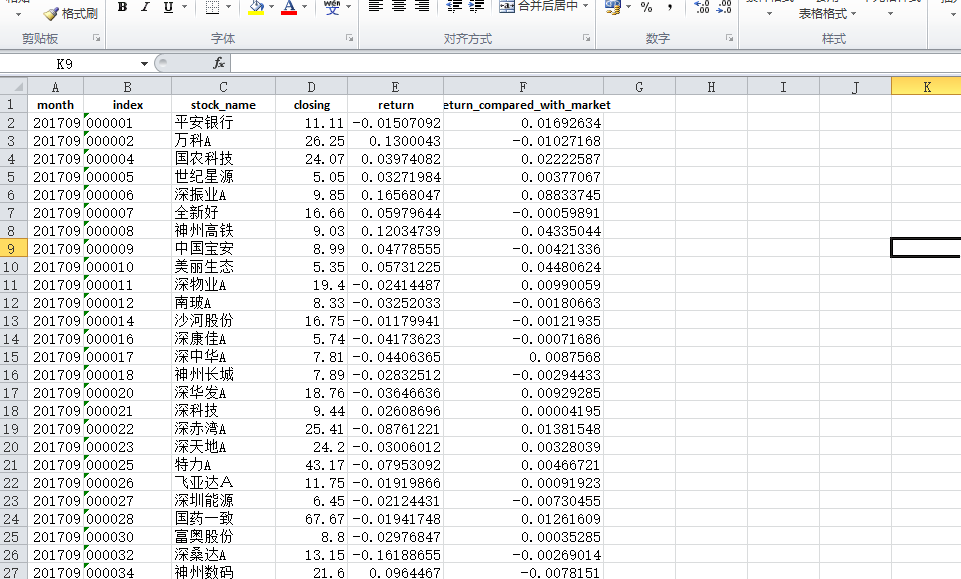 格式刷 B I U A wén 文 合并后居中 % , .00 表格格式
剪贴板 字体 对齐方式 数字 样式
K9 fx
A B C D E F G H I J K
1 month index stock_name closing return eturn_compared_with_market
2 201709 000001 平安银行 11.11 -0.01507092 0.01692634
3 201709 000002 万科A 26.25 0.1300043 -0.01027168
4 201709 000004 国农科技 24.07 0.03974082 0.02222587
5 201709 000005 世纪星源 5.05 0.03271984 0.00377067
6 201709 000006 深振业A 9.85 0.16568047 0.08833745
7 201709 000007 全新好 16.66 0.05979644 -0.00059891
8 201709 000008 神州高铁 9.03 0.12034739 0.04335044
9 201709 000009 中国宝安 8.99 0.04778555 -0.00421336
10 201709 000010 美丽生态 5.35 0.05731225 0.04480624
11 201709 000011 深物业A 19.4 -0.02414487 0.00990059
12 201709 000012 南玻A 8.33 -0.03252033 -0.00180663
13 201709 000014 沙河股份 16.75 -0.01179941 -0.00121935
14 201709 000016 深康佳A 5.74 -0.04173623 -0.00071686
15 201709 000017 深中华A 7.81 -0.04406365 0.0087568
16 201709 000018 神州长城 7.89 -0.02832512 -0.00294433
17 201709 000020 深华发A 18.76 -0.03646636 0.00929285
18 201709 000021 深科技 9.44 0.02608696 0.00004195
19 201709 000022 深赤湾A 25.41 -0.08761221 0.01381548
20 201709 000023 深天地A 24.2 -0.03006012 0.00328039
21 201709 000025 特力A 43.17 -0.07953092 0.00466721
22 201709 000026 飞亚达A 11.75 -0.01919866 0.00091923
23 201709 000027 深圳能源 6.45 -0.02124431 -0.00730455
24 201709 000028 国药一致 67.67 -0.01941748 0.01261609
25 201709 000030 富奥股份 8.8 -0.02976847 0.00035285
26 201709 000032 深桑达A 13.15 -0.16188655 -0.00269014
27 201709 000034 神州数码 21.6 0.0964467 -0.0078151